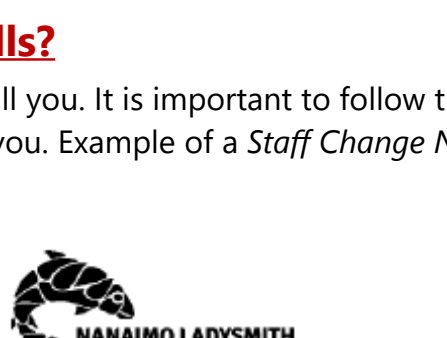 lls?
ll you. It is important to follow t
you. Example of a Staff Change N
NANAIMO LADYSMITH